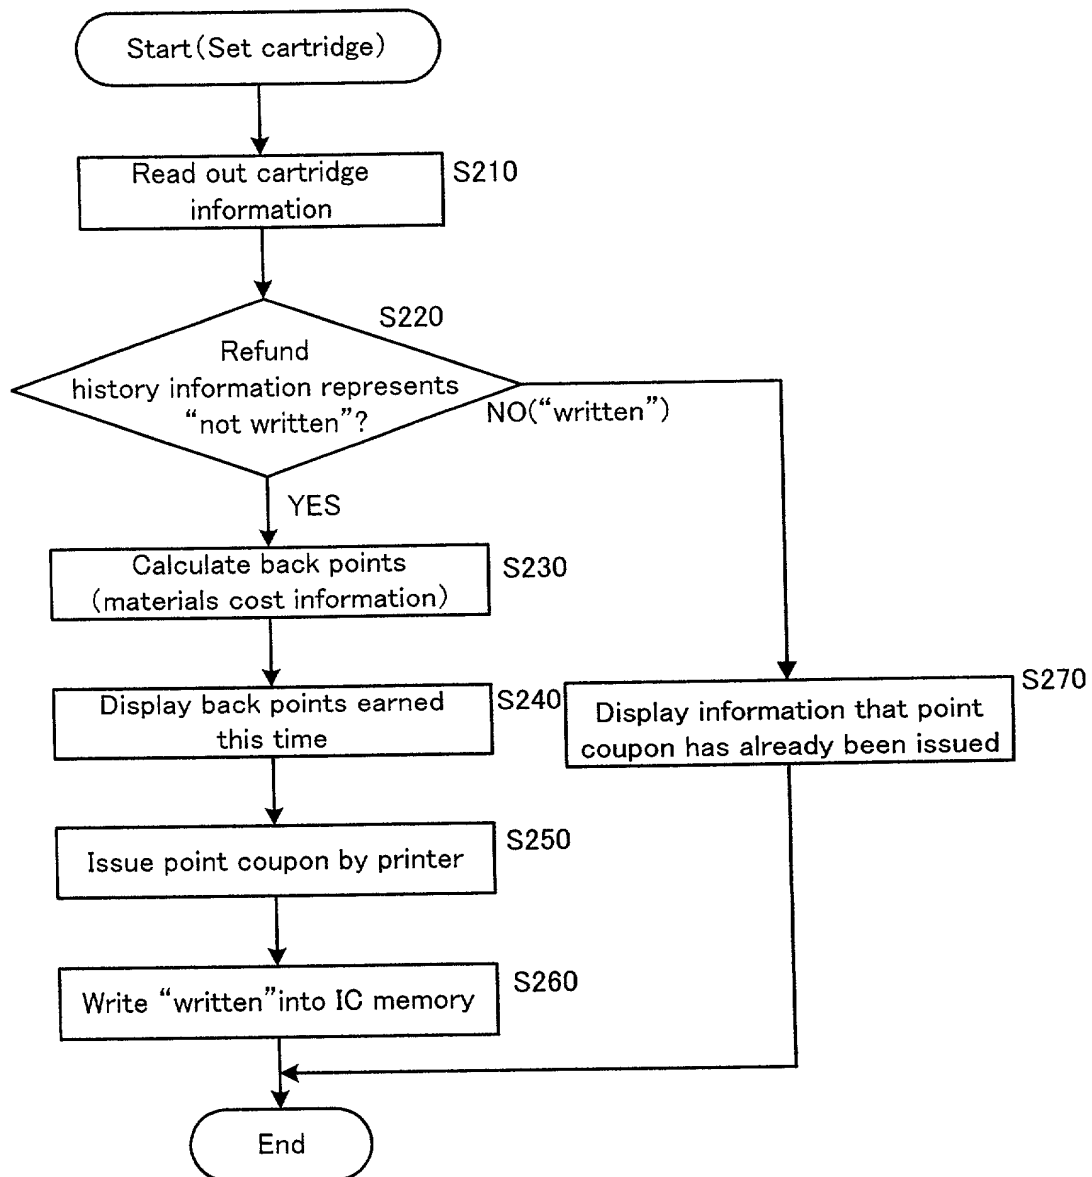 Start(Set cartridge)
Read out cartridge
information
S210
S220
Refund
history information represents
“not written”?
NO(“written”)
YES
Calculate back points
(materials cost information)
S230
Display back points earned
this time
S240
Display information that point
coupon has already been issued
S270
Issue point coupon by printer
S250
Write “written”into IC memory
S260
End